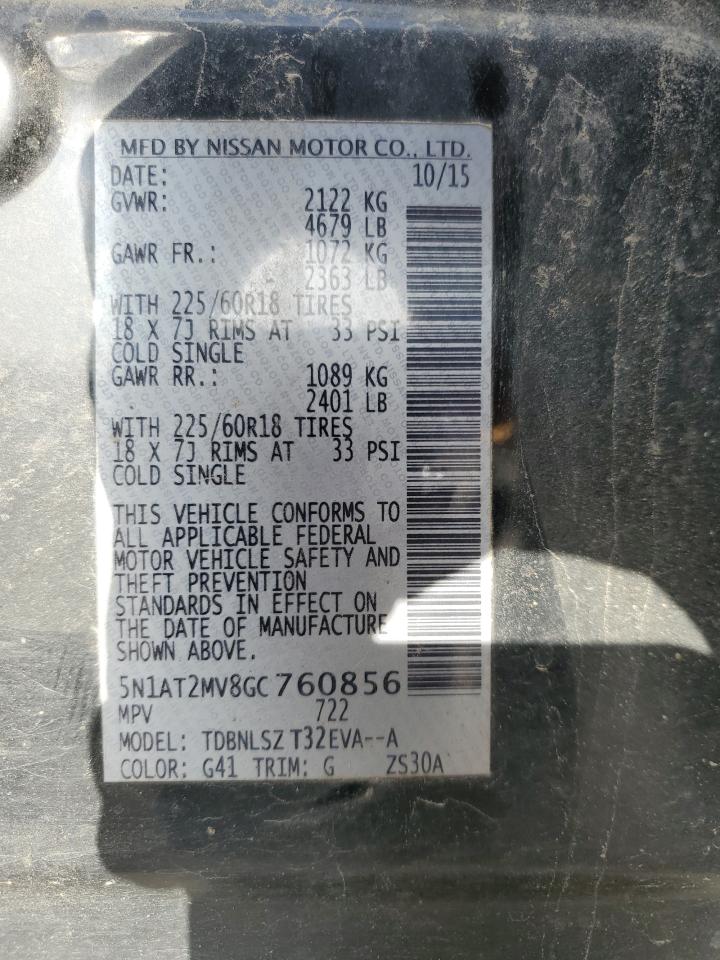 MFD BY NISSAN MOTOR CO., LTD.
DATE: 10/15
GVWR: 2122 KG
4679 LB
GAWR FR.: 1072 KG
2363 LB
WITH 225/60R18 TIRES
18 X 7J RIMS AT 33 PSI
COLD SINGLE
GAWR RR.: 1089 KG
2401 LB
WITH 225/60R18 TIRES
18 X 7J RIMS AT 33 PSI
COLD SINGLE
THIS VEHICLE CONFORMS TO
ALL APPLICABLE FEDERAL
MOTOR VEHICLE SAFETY AND
THEFT PREVENTION
STANDARDS IN EFFECT ON
THE DATE OF MANUFACTURE
SHOWN ABOVE.
5N1AT2MV8GC760856
MPV 722
MODEL: TDBNLSZ T32EVA--A
COLOR: G41 TRIM: G ZS30A